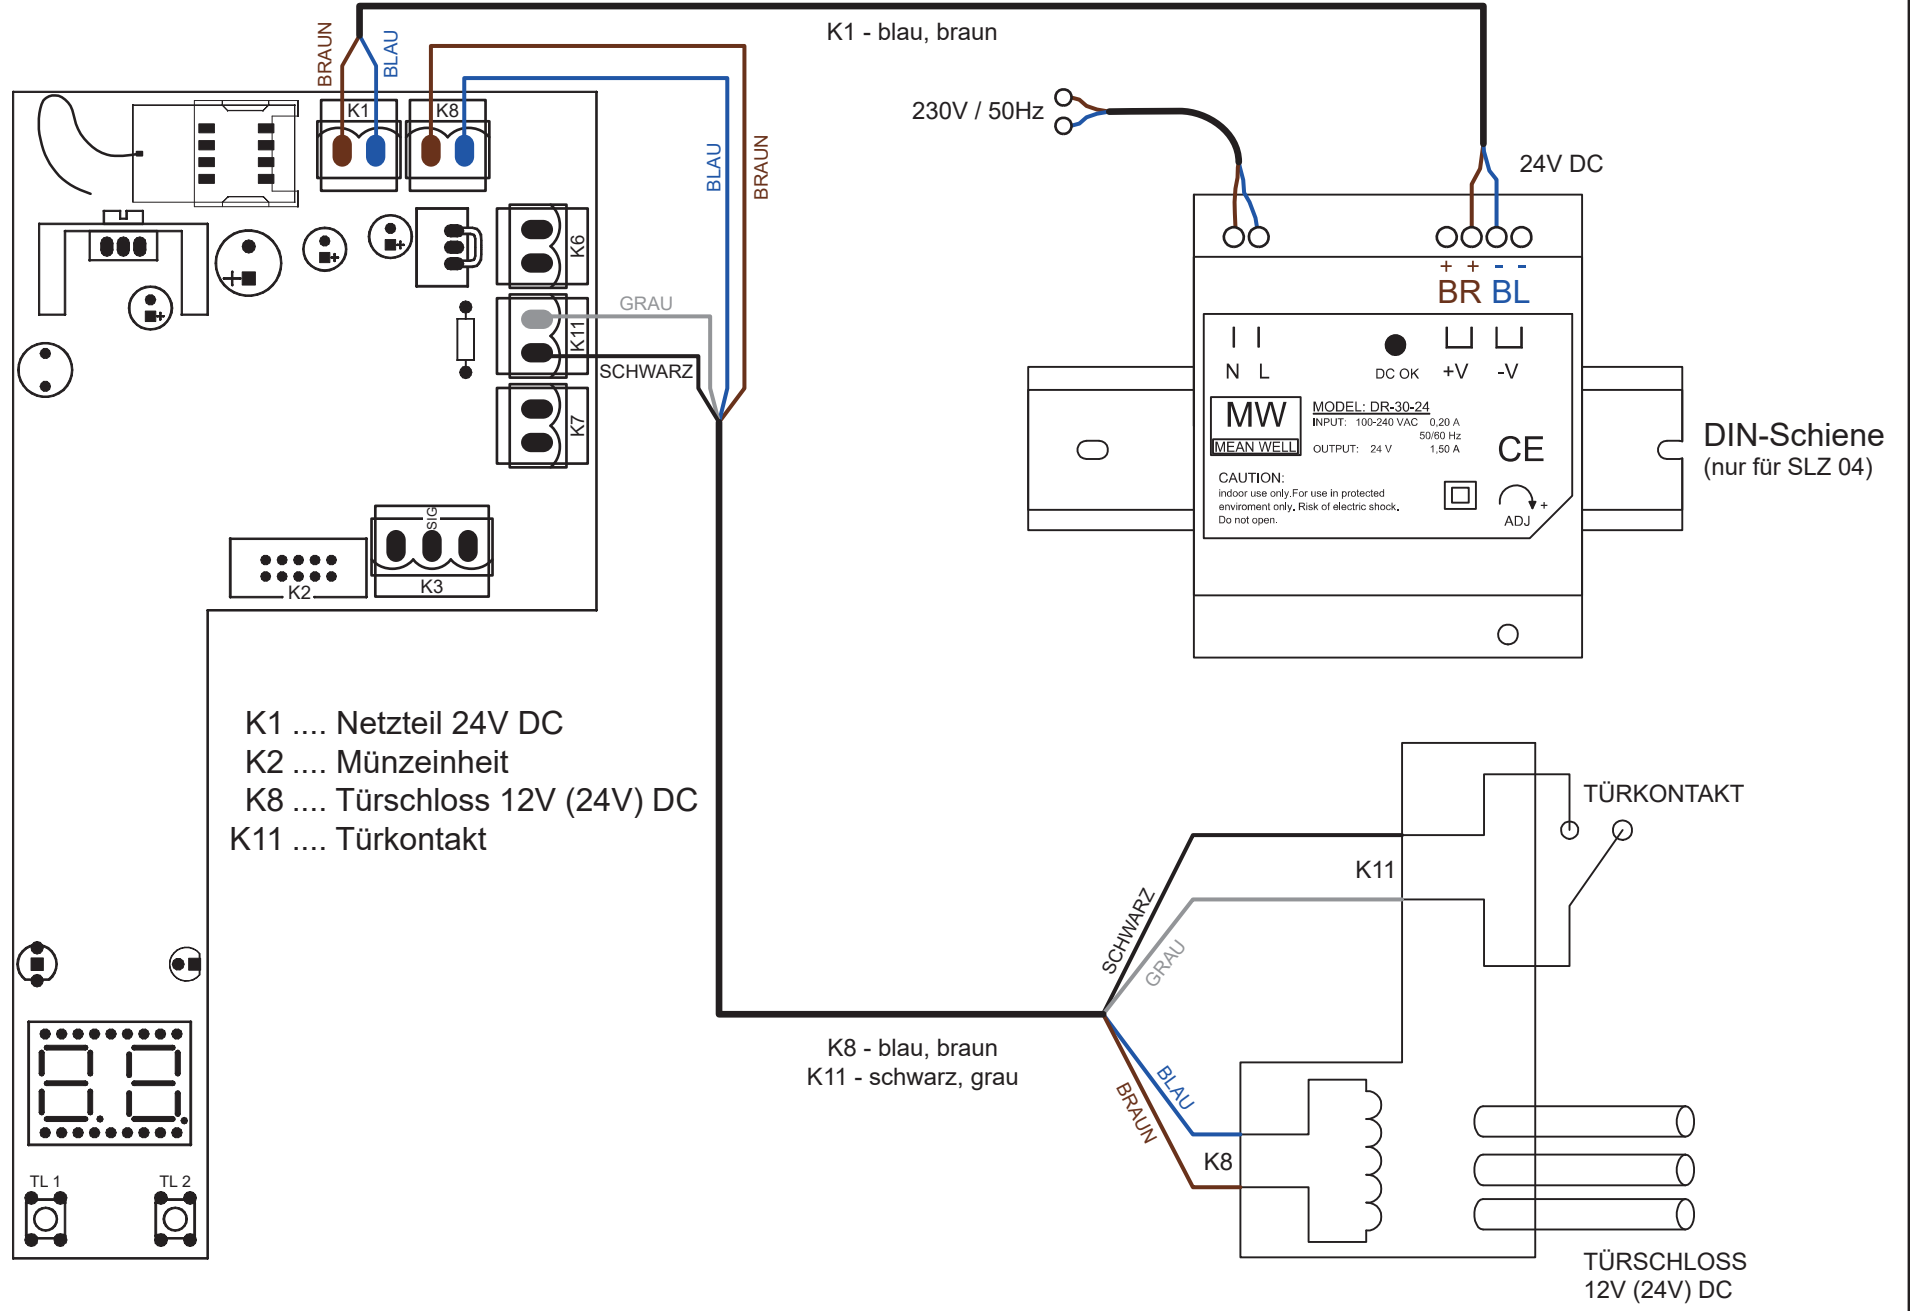 K1 - blau, braun
BRAUN
BLAU
K1
K8
BLAU
BRAUN
230V / 50Hz
24V DC
K6
GRAU
K11
SCHWARZ
K7
+ + - -
BR BL
N L
DC OK
+V
-V
MW
MEAN WELL
MODEL: DR-30-24
INPUT: 100-240 VAC 0,20 A
50/60 Hz
OUTPUT: 24 V 1,50 A
CE
CAUTION:
indoor use only.For use in protected
enviroment only. Risk of electric shock.
Do not open.
+
ADJ
DIN-Schiene
(nur für SLZ 04)
SIG
K2
K3
K1 .... Netzteil 24V DC
K2 .... Münzeinheit
K8 .... Türschloss 12V (24V) DC
K11 .... Türkontakt
TÜRKONTAKT
K11
SCHWARZ
GRAU
K8 - blau, braun
K11 - schwarz, grau
BLAU
BRAUN
K8
TL 1
TL 2
TÜRSCHLOSS
12V (24V) DC